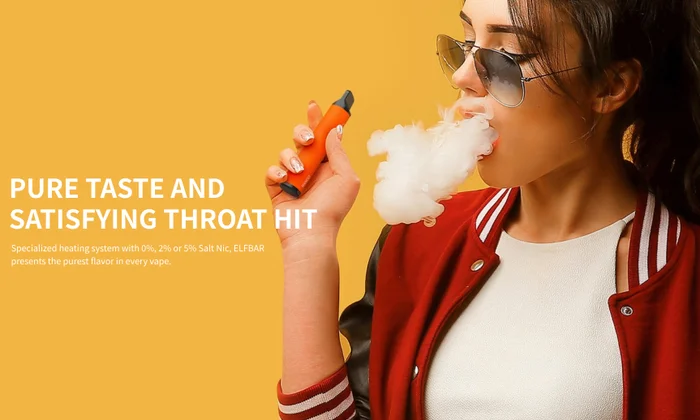 PURE TASTE AND
SATISFYING THROAT HIT
Specialized heating system with 0%, 2% or 5% Salt Nic, ELFBAR
presents the purest flavor in every vape.